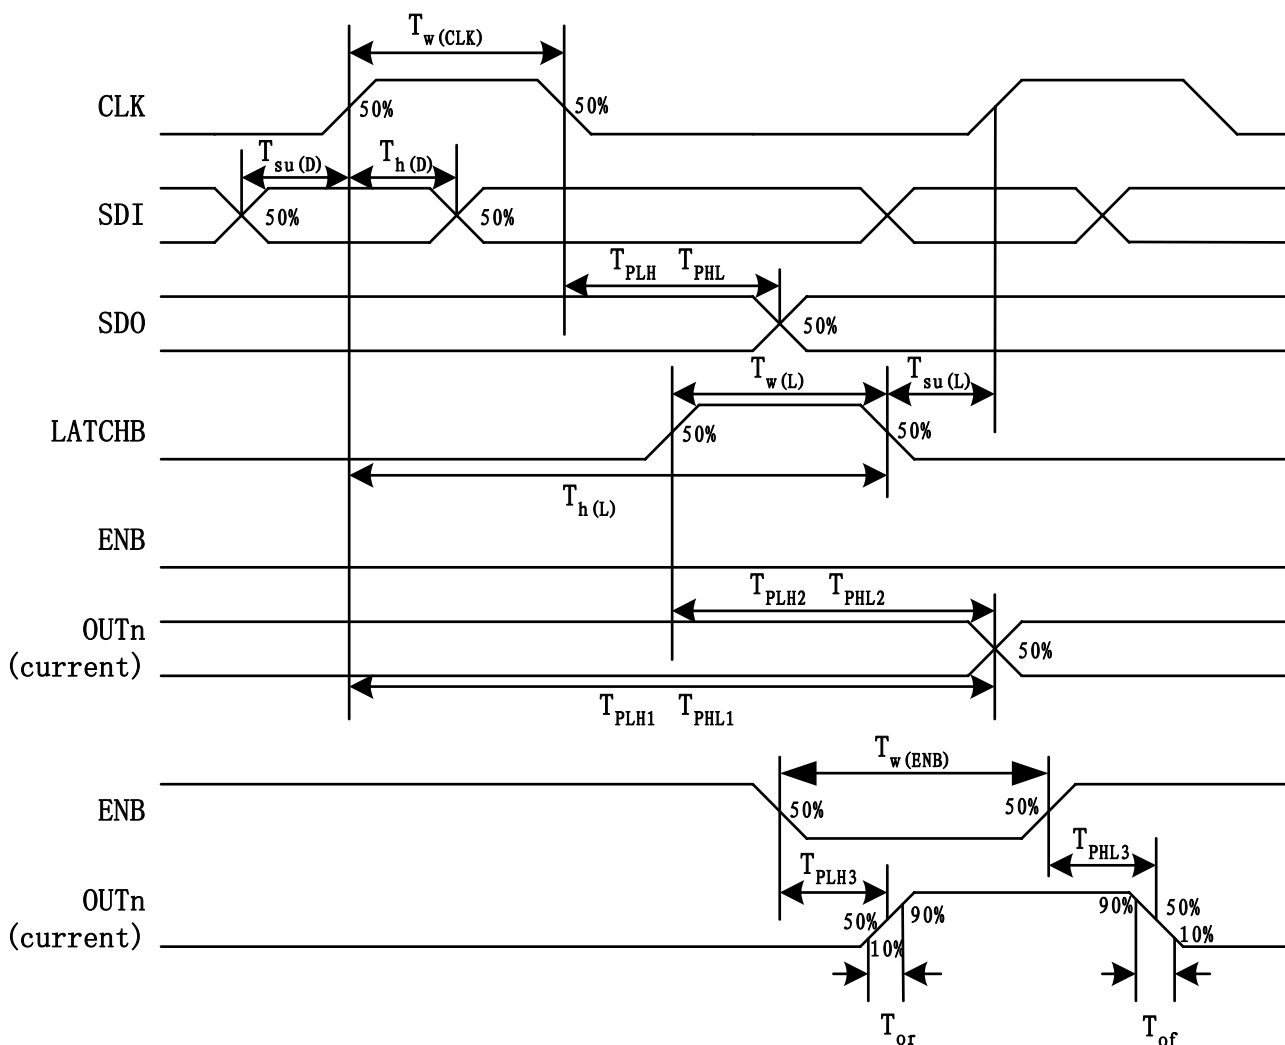 Tw(CLK)
CLK
50%
50%
Tsu(D)
Th(D)
SDI
50%
50%
TPLH TPHL
SDO
50%
Tw(L)
Tsu(L)
LATCHB
50%
50%
Th(L)
ENB
TPLH2 TPHL2
OUTn
(current)
50%
TPLH1 TPHL1
Tw(ENB)
ENB
50%
50%
TPHL3
TPLH3
OUTn
(current)
50%
90%
10%
90%
50%
10%
Tor
Tof